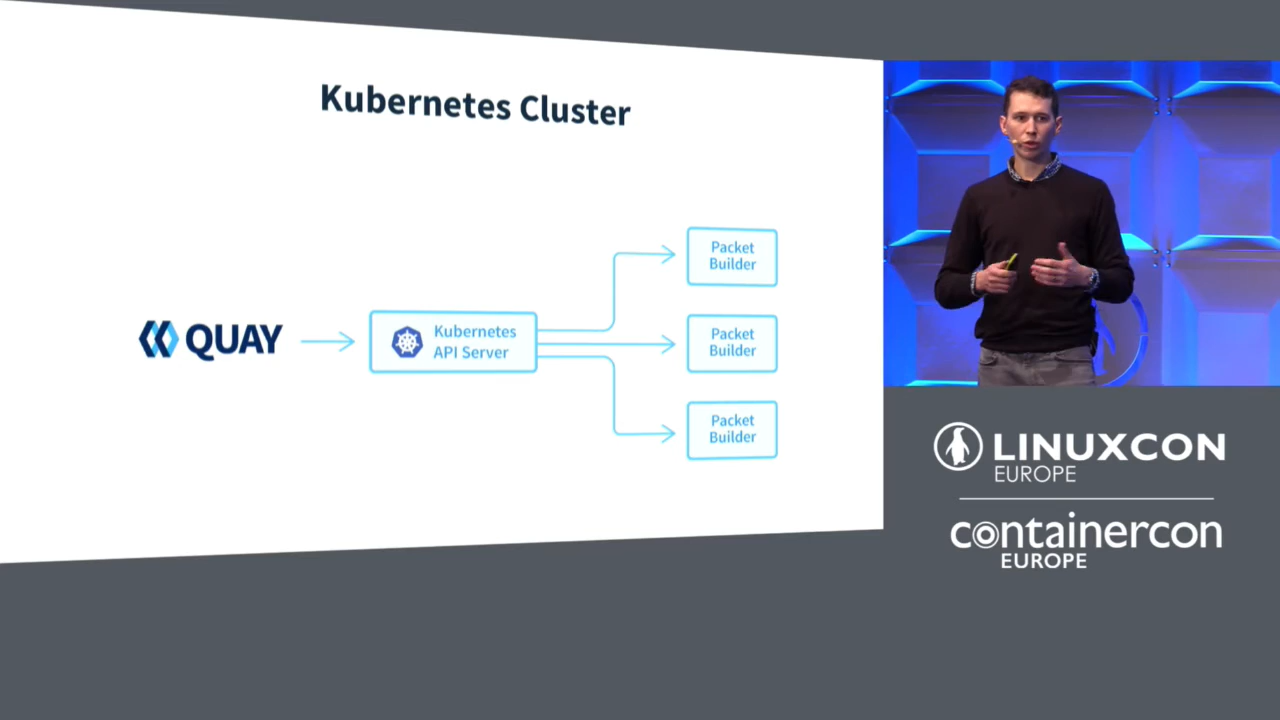 Kubernetes Cluster
QUAY
Kubernetes
API Server
Packet
Builder
Packet
Builder
Packet
Builder
LINUXCON
EUROPE
containercon
EUROPE